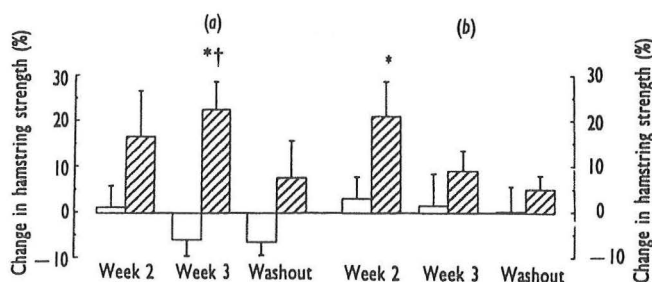 (a)
(b)
*†
*
Change in hamstring strength (%)
30
20
10
0
—10
Week 2
Week 3
Washout
Week 2
Week 3
Washout
30
20
10
0
—10
Change in hamstring strength (%)